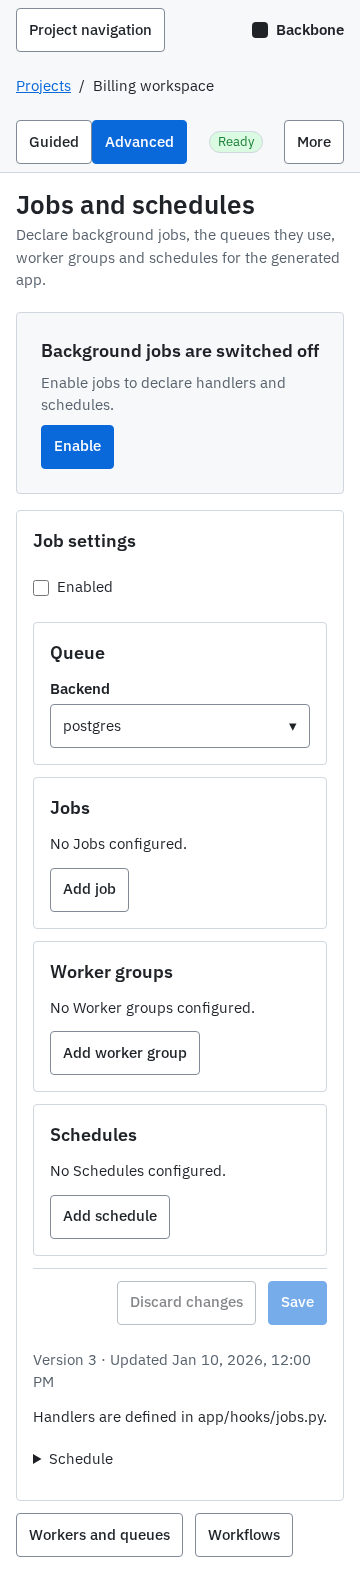 Project navigation
Backbone
Projects / Billing workspace
Guided
Advanced
Ready
More
Jobs and schedules
Declare background jobs, the queues they use,
worker groups and schedules for the generated
app.
Background jobs are switched off
Enable jobs to declare handlers and
schedules.
Enable
Job settings
Enabled
Queue
Backend
postgres
Jobs
No Jobs configured.
Add job
Worker groups
No Worker groups configured.
Add worker group
Schedules
No Schedules configured.
Add schedule
Discard changes
Save
Version 3 · Updated Jan 10, 2026, 12:00
PM
Handlers are defined in app/hooks/jobs.py.
Schedule
Workers and queues
Workflows